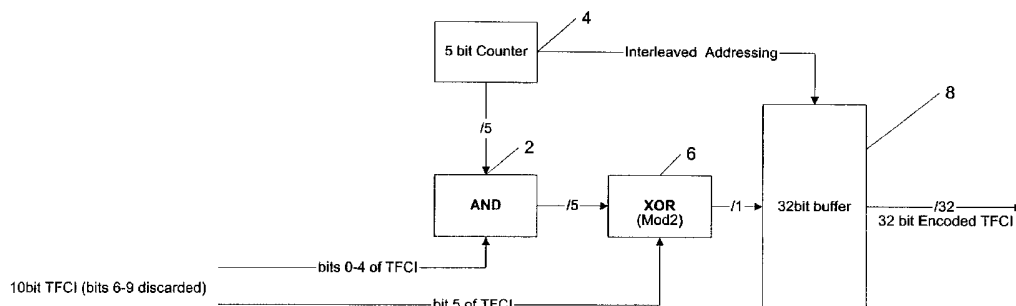 4
5 bit Counter
Interleaved Addressing
8
/5
2
6
AND
/5
XOR
(Mod2)
/1
32bit buffer
/32
32 bit Encoded TFCI
bits 0-4 of TFCI
10bit TFCI (bits 6-9 discarded)
bit 5 of TFCI